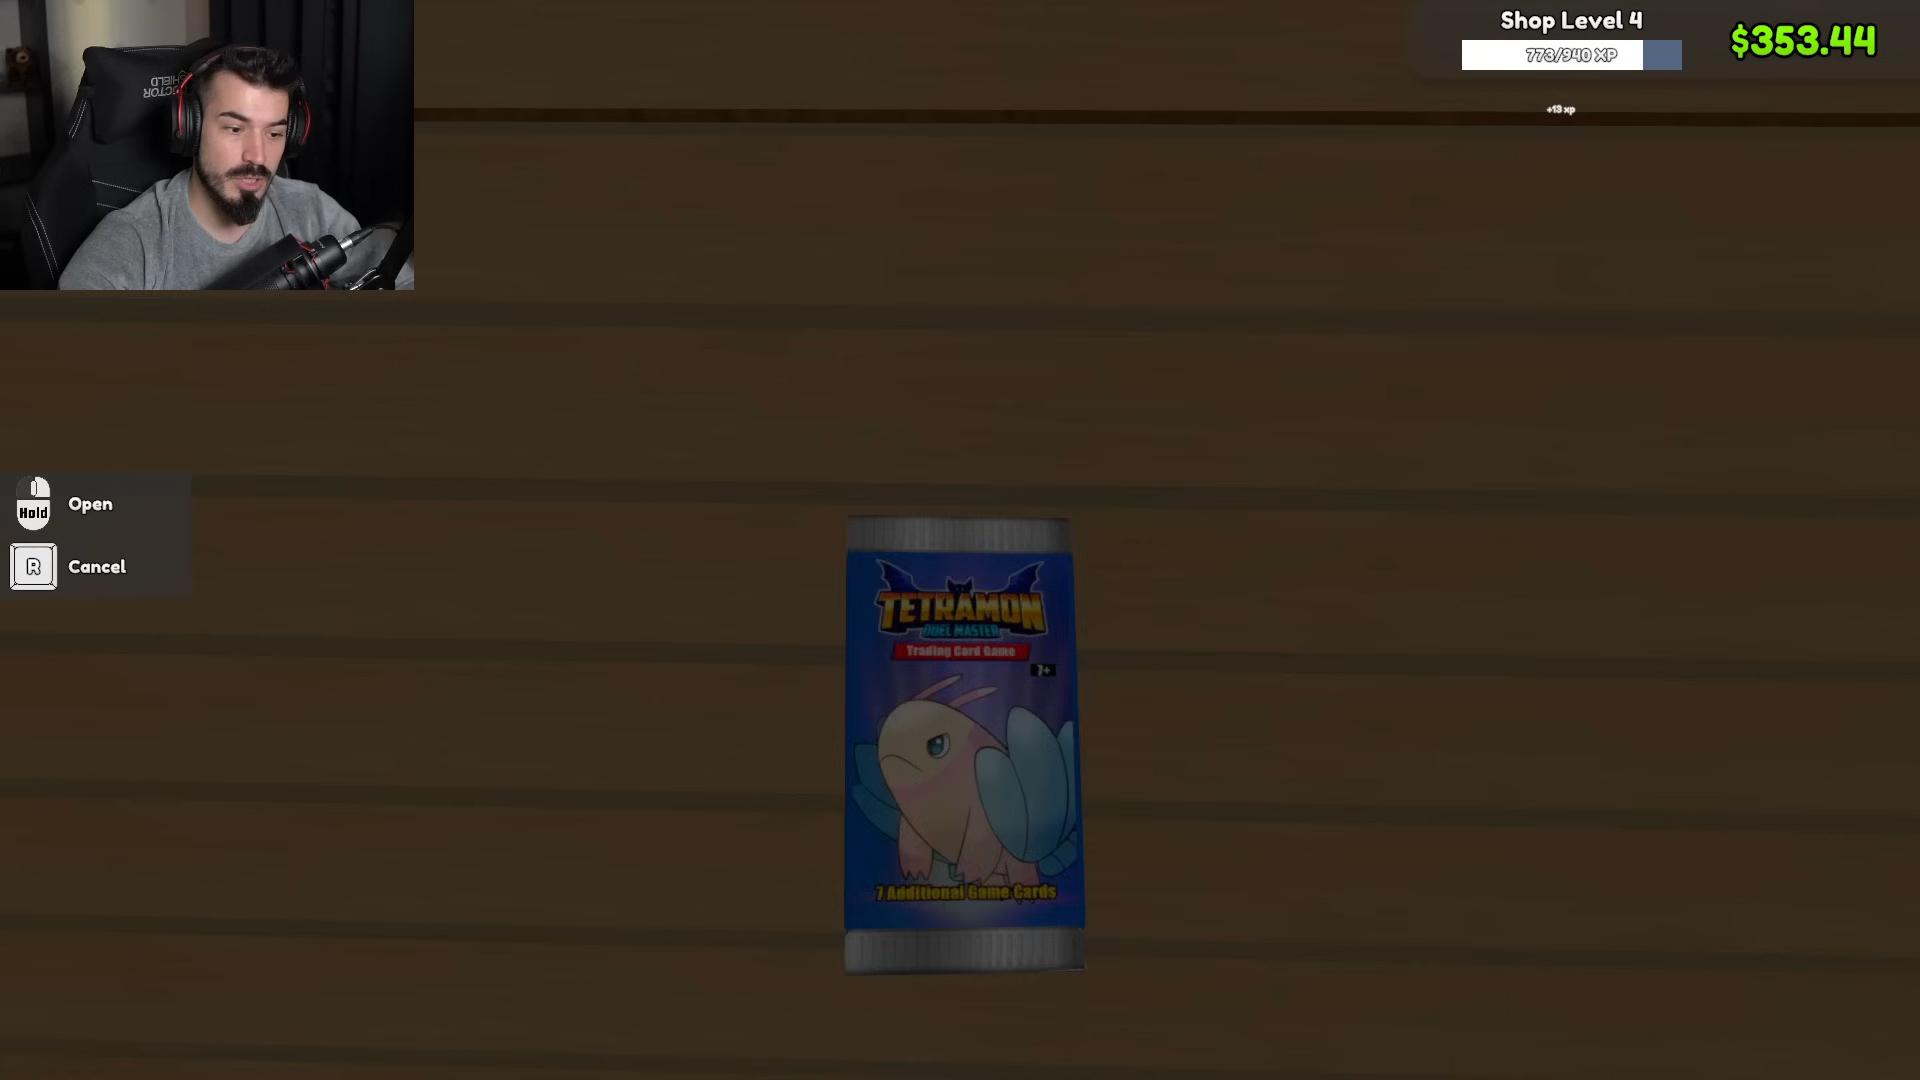 Shop Level 4
773/940 XP
$353.44
+13 xp
Hold
Open
R
Cancel
TETRAMON
DUEL MASTER
Trading Card Game
7+
7 Additional Game Cards